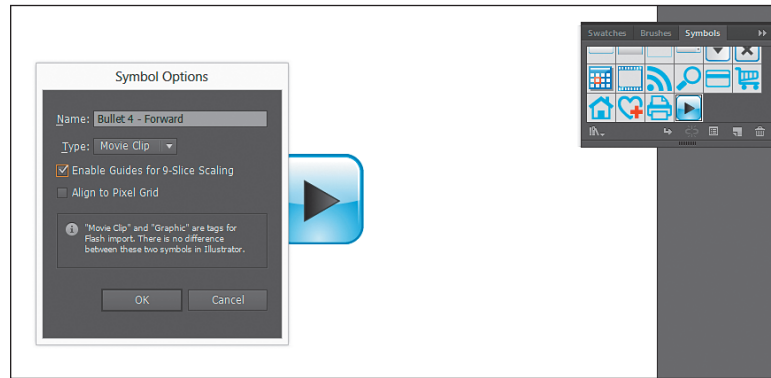 Swatches Brushes Symbols
Symbol Options
Name: Bullet 4 - Forward
Type: Movie Clip
Enable Guides for 9-Slice Scaling
Align to Pixel Grid
"Movie Clip" and "Graphic" are tags for
Flash import. There is no difference
between these two symbols in Illustrator.
OK Cancel